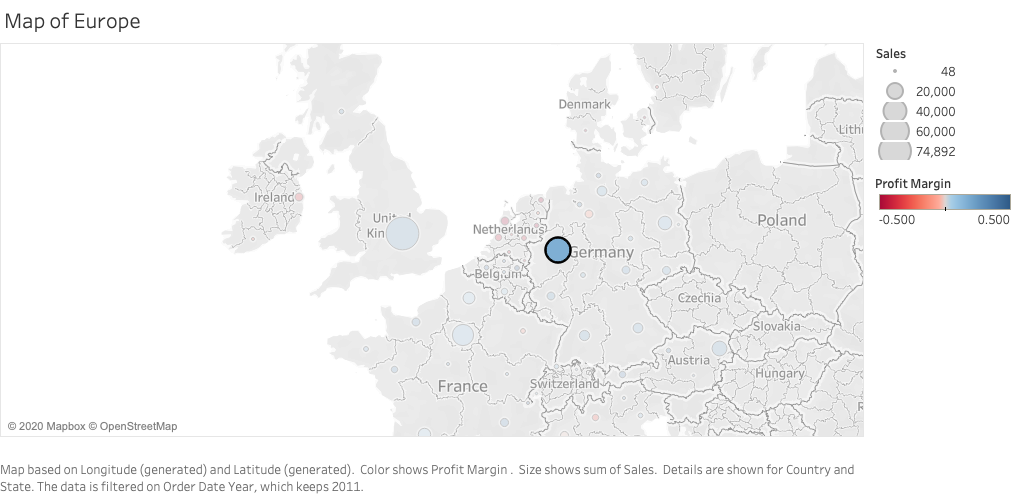 Map of Europe
Sales
48
20,000
40,000
60,000
74,892
Profit Margin
-0.500
0.500
Denmark
Lith
Ireland
United
Kin
Netherlands
Poland
Germany
Belgium
Czechia
Slovakia
Austria
Hungary
France
Switzerland
R
© 2020 Mapbox © OpenStreetMap
Map based on Longitude (generated) and Latitude (generated).  Color shows Profit Margin .  Size shows sum of Sales.  Details are shown for Country and
State. The data is filtered on Order Date Year, which keeps 2011.